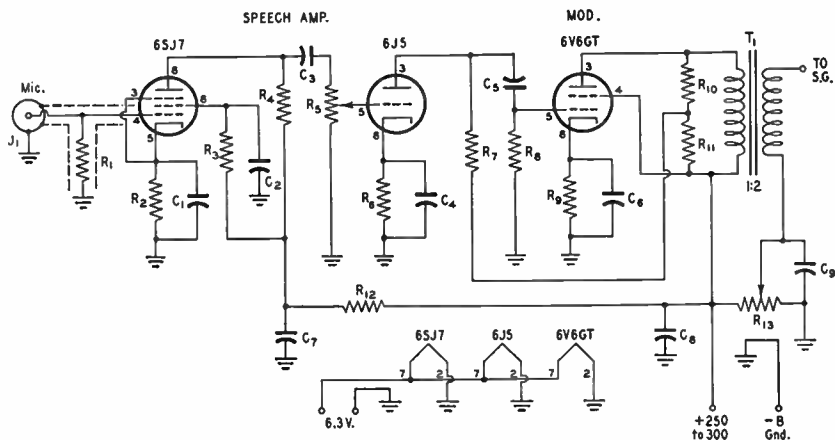 SPEECH AMP.
MOD.
6SJ7
6J5
6V6GT
T1
Mic.
J1
R1
3
4
5
8
6
R2
C1
R3
C2
R4
C3
R5
3
5
8
R6
C4
R7
C5
R8
3
4
5
8
R9
C6
R10
R11
1:2
TO
S.G.
C9
R13
R12
C7
C8
6SJ7
6J5
6V6GT
7
2
7
2
7
2
6.3 V.
+250
to 300
-B
Gnd.